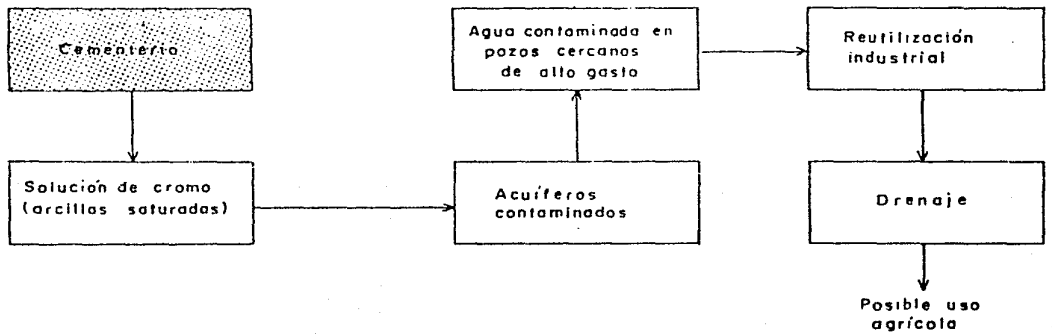 Cementerio
Solución de cromo
(arcillas saturadas)
Acuíferos
contaminados
Agua contaminada en
pozos cercanos
de alto gasto
Reutilización
industrial
Drenaje
Posible uso
agrícola